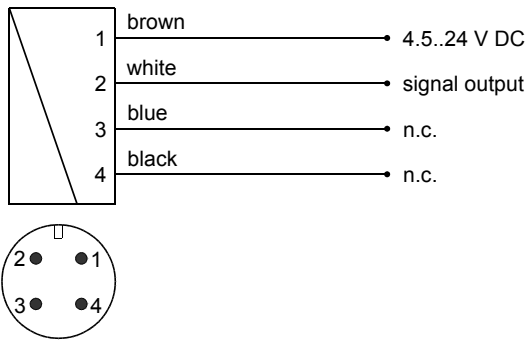 brown
1 4.5..24 V DC
white
2 signal output
blue
3 n.c.
black
4 n.c.
2 1
3 4